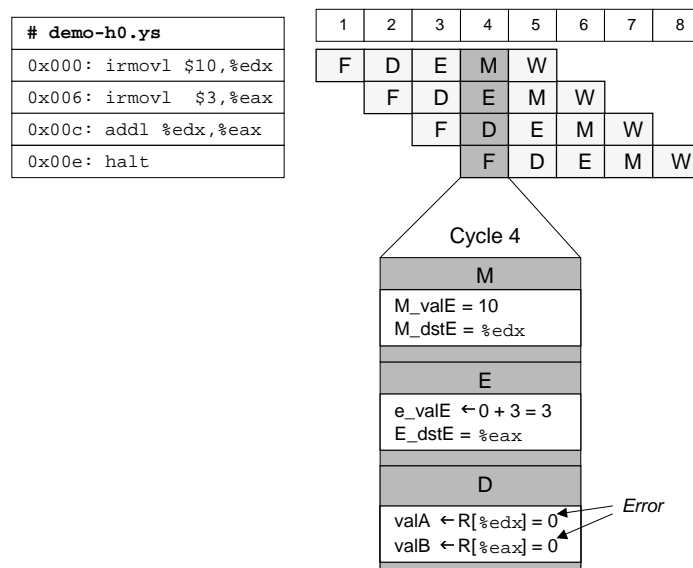 # demo-h0.ys
0x000: irmovl $10,%edx
0x006: irmovl $3,%eax
0x00c: addl %edx,%eax
0x00e: halt
1 2 3 4 5 6 7 8
F D E M W
F D E M W
F D E M W
F D E M W
Cycle 4
M
M_valE = 10
M_dstE = %edx
E
e_valE ← 0 + 3 = 3
E_dstE = %eax
D
valA ← R[%edx] = 0
valB ← R[%eax] = 0
Error